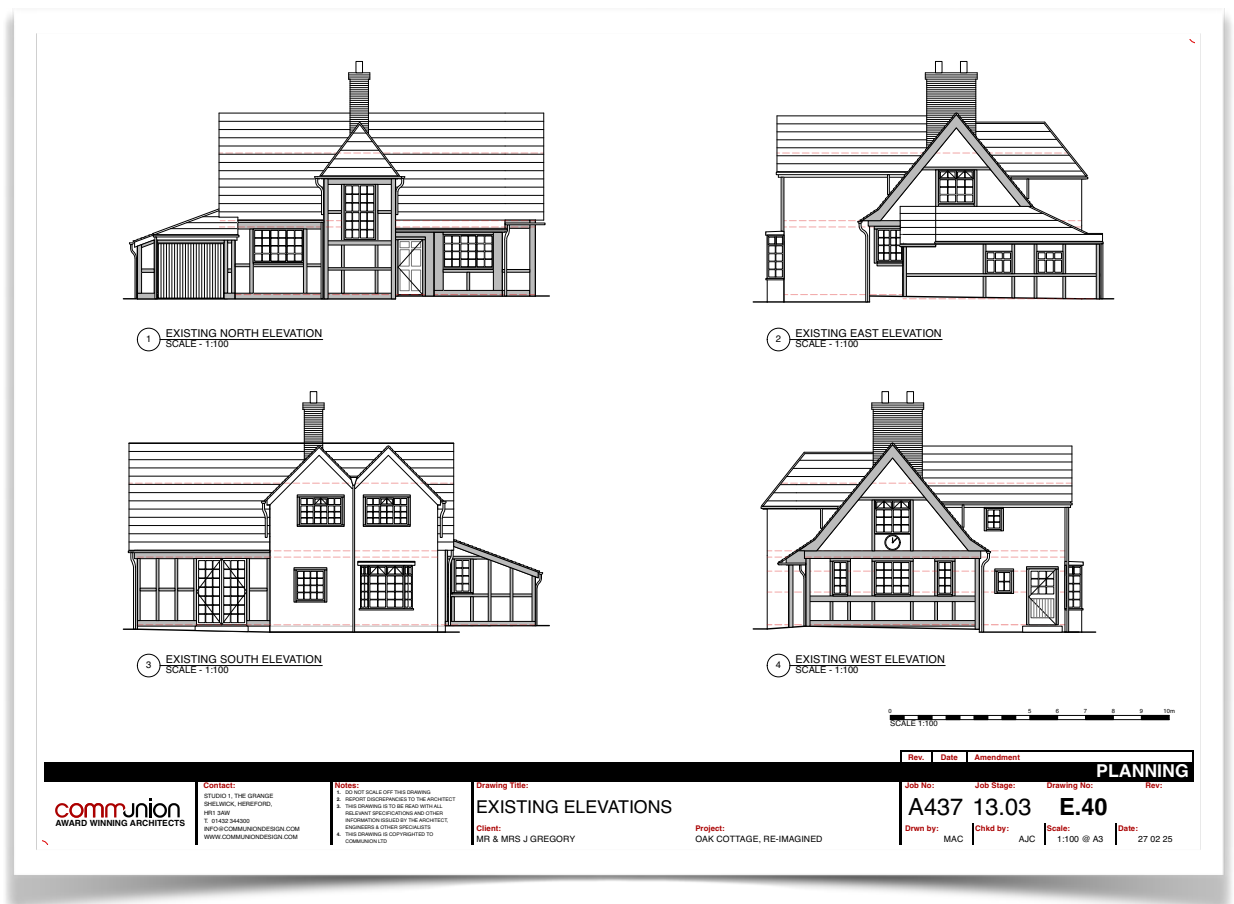 1 EXISTING NORTH ELEVATION
SCALE - 1:100
2 EXISTING EAST ELEVATION
SCALE - 1:100
3 EXISTING SOUTH ELEVATION
SCALE - 1:100
4 EXISTING WEST ELEVATION
SCALE - 1:100
0 5 6 7 8 9 10m
SCALE 1:100
Rev. Date Amendment
PLANNING
commūnion
AWARD WINNING ARCHITECTS
Contact:
STUDIO 1, THE GRANGE
SHELWICK, HEREFORD,
HR1 3AW
T. 01432 344300
INFO@COMMUNIONDESIGN.COM
WWW.COMMUNIONDESIGN.COM
Notes:
1. DO NOT SCALE OFF THIS DRAWING
2. REPORT DISCREPANCIES TO THE ARCHITECT
3. THIS DRAWING IS TO BE READ WITH ALL
RELEVANT SPECIFICATIONS AND OTHER
INFORMATION ISSUED BY THE ARCHITECT,
ENGINEERS & OTHER SPECIALISTS
4. THIS DRAWING IS COPYRIGHTED TO
COMMUNION LTD
Drawing Title:
EXISTING ELEVATIONS
Client:
MR & MRS J GREGORY
Project:
OAK COTTAGE, RE-IMAGINED
Job No: Job Stage: Drawing No: Rev:
A437 13.03 E.40
Drwn by: Chkd by: Scale: Date:
MAC AJC 1:100 @ A3 27 02 25